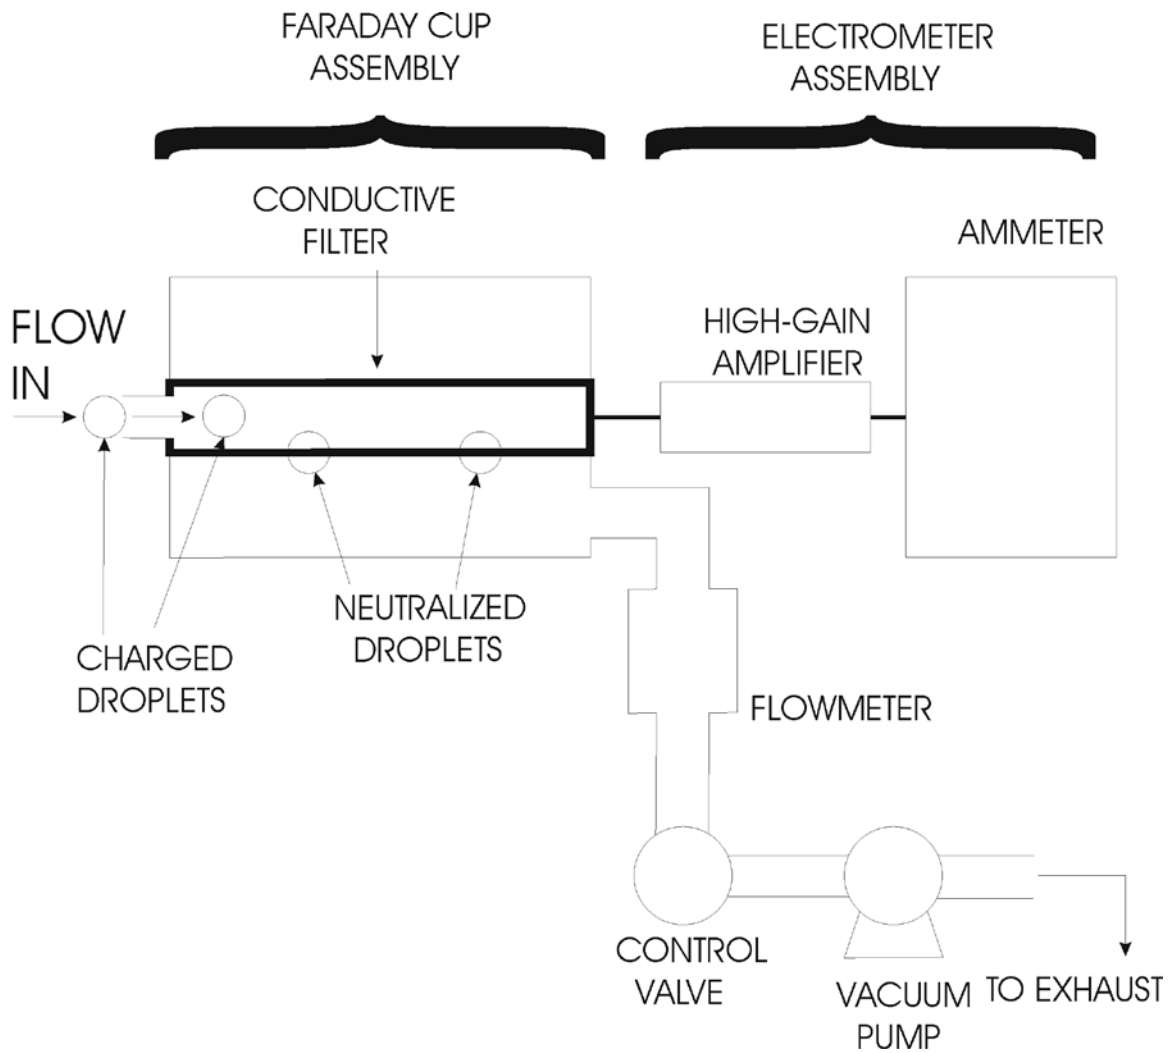 FARADAY CUP
ASSEMBLY
ELECTROMETER
ASSEMBLY
CONDUCTIVE
FILTER
AMMETER
FLOW
IN
HIGH-GAIN
AMPLIFIER
NEUTRALIZED
DROPLETS
CHARGED
DROPLETS
FLOWMETER
CONTROL
VALVE
VACUUM
PUMP
TO EXHAUST